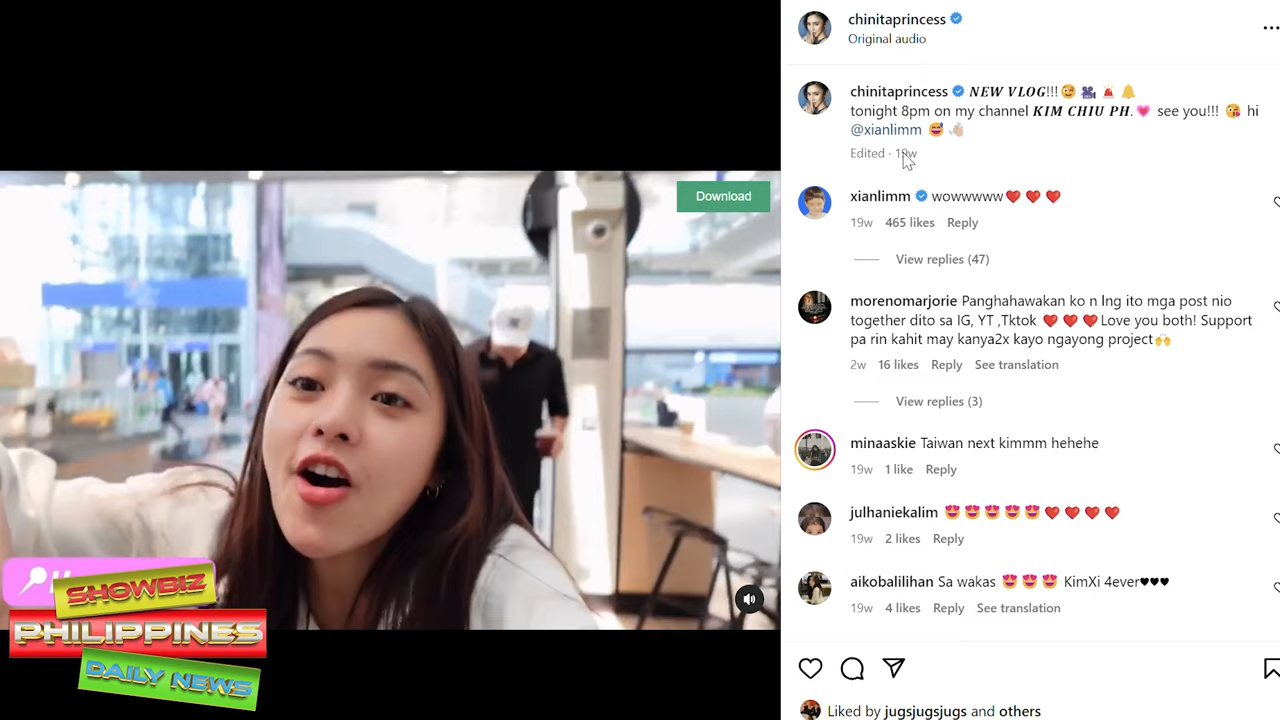 chinitaprincess
Original audio
chinitaprincess NEW VLOG!!!😉 🎥 🚨 🔔
tonight 8pm on my channel KIM CHIU PH.💗 see you!!! 😘 hi
@xianlimm 😅 👋🏻
Edited ·
xianlimm wowwwww❤️ ❤️ ❤️
19w 465 likes Reply
View replies (47)
morenomarjorie Panghahawakan ko n lng ito mga post nio
together dito sa IG, YT ,Tktok ❤️ ❤️ ❤️Love you both! Support
pa rin kahit may kanya2x kayo ngayong project🙌
2w 16 likes Reply See translation
View replies (3)
minaaskie Taiwan next kimmm hehehe
19w 1 like Reply
julhaniekalim 😍 😍 😍 😍 😍 ❤️ ❤️ ❤️ ❤️
19w 2 likes Reply
aikobalilihan Sa wakas 😍 😍 😍 KimXi 4ever♥♥♥
19w 4 likes Reply See translation
Liked by jugsjugsjugs and others
Download
SHOWBIZ
PHILIPPINES
DAILY NEWS